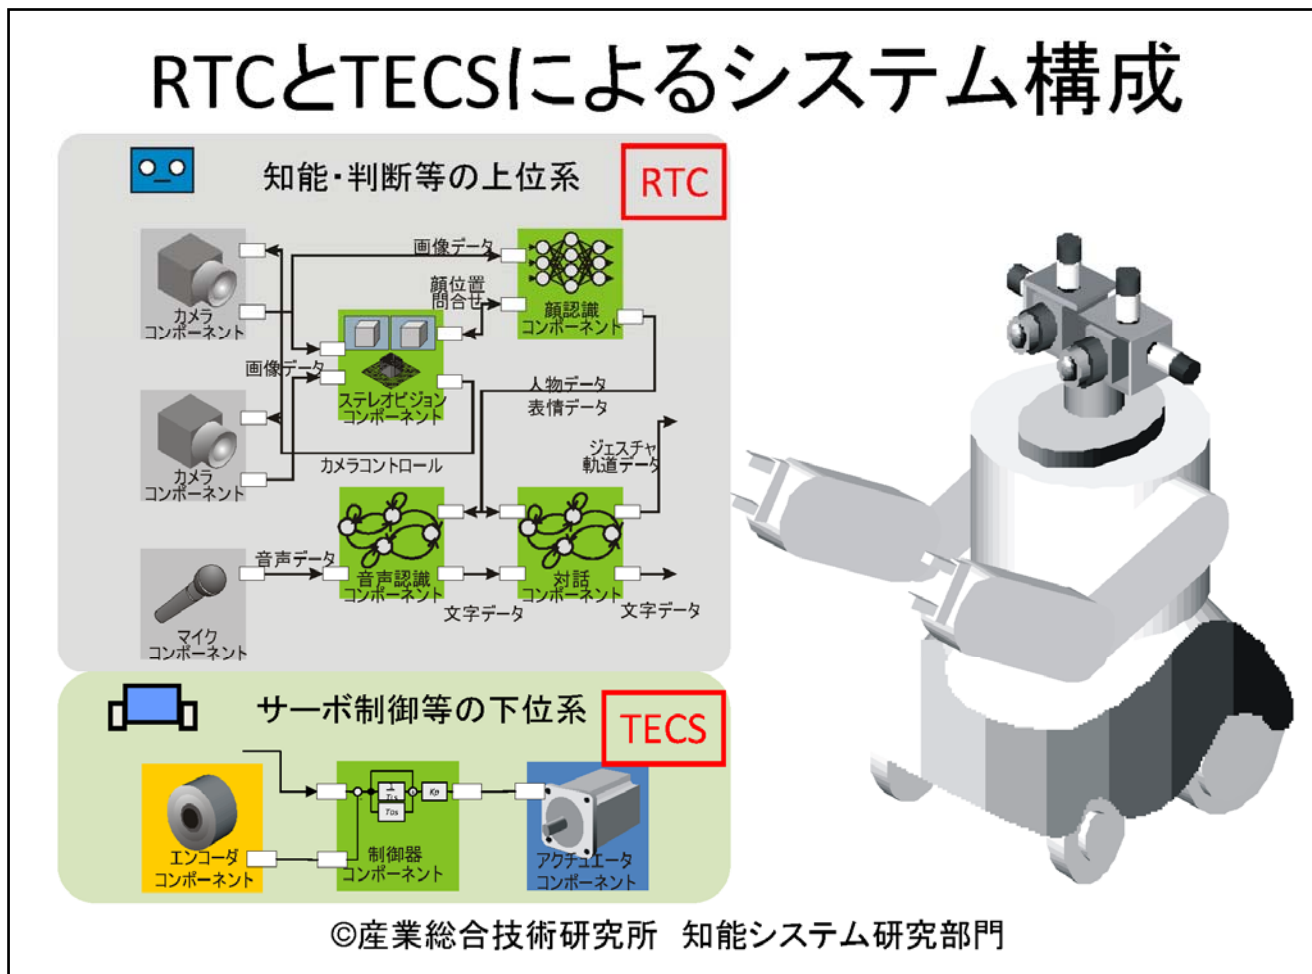 RTCとTECSによるシステム構成
知能・判断等の上位系
RTC
画像データ
顔位置
問合せ
カメラ
コンポーネント
顔認識
コンポーネント
画像データ
ステレオビジョン
コンポーネント
人物データ
表情データ
カメラ
コンポーネント
カメラコントロール
ジェスチャ
軌道データ
音声データ
音声認識
コンポーネント
対話
コンポーネント
文字データ
文字データ
マイク
コンポーネント
サーボ制御等の下位系
TECS
Kp
エンコーダ
コンポーネント
制御器
コンポーネント
アクチュエータ
コンポーネント
©産業総合技術研究所 知能システム研究部門